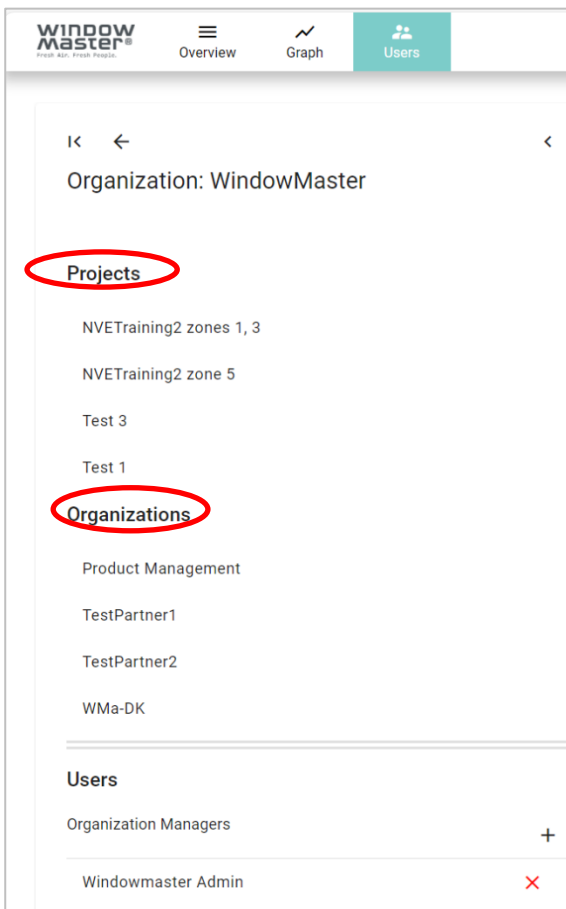 WINDOW
Master®
Fresh Air. Fresh People.
Overview
Graph
Users
Organization: WindowMaster
Projects
NVETraining2 zones 1, 3
NVETraining2 zone 5
Test 3
Test 1
Organizations
Product Management
TestPartner1
TestPartner2
WMa-DK
Users
Organization Managers
Windowmaster Admin